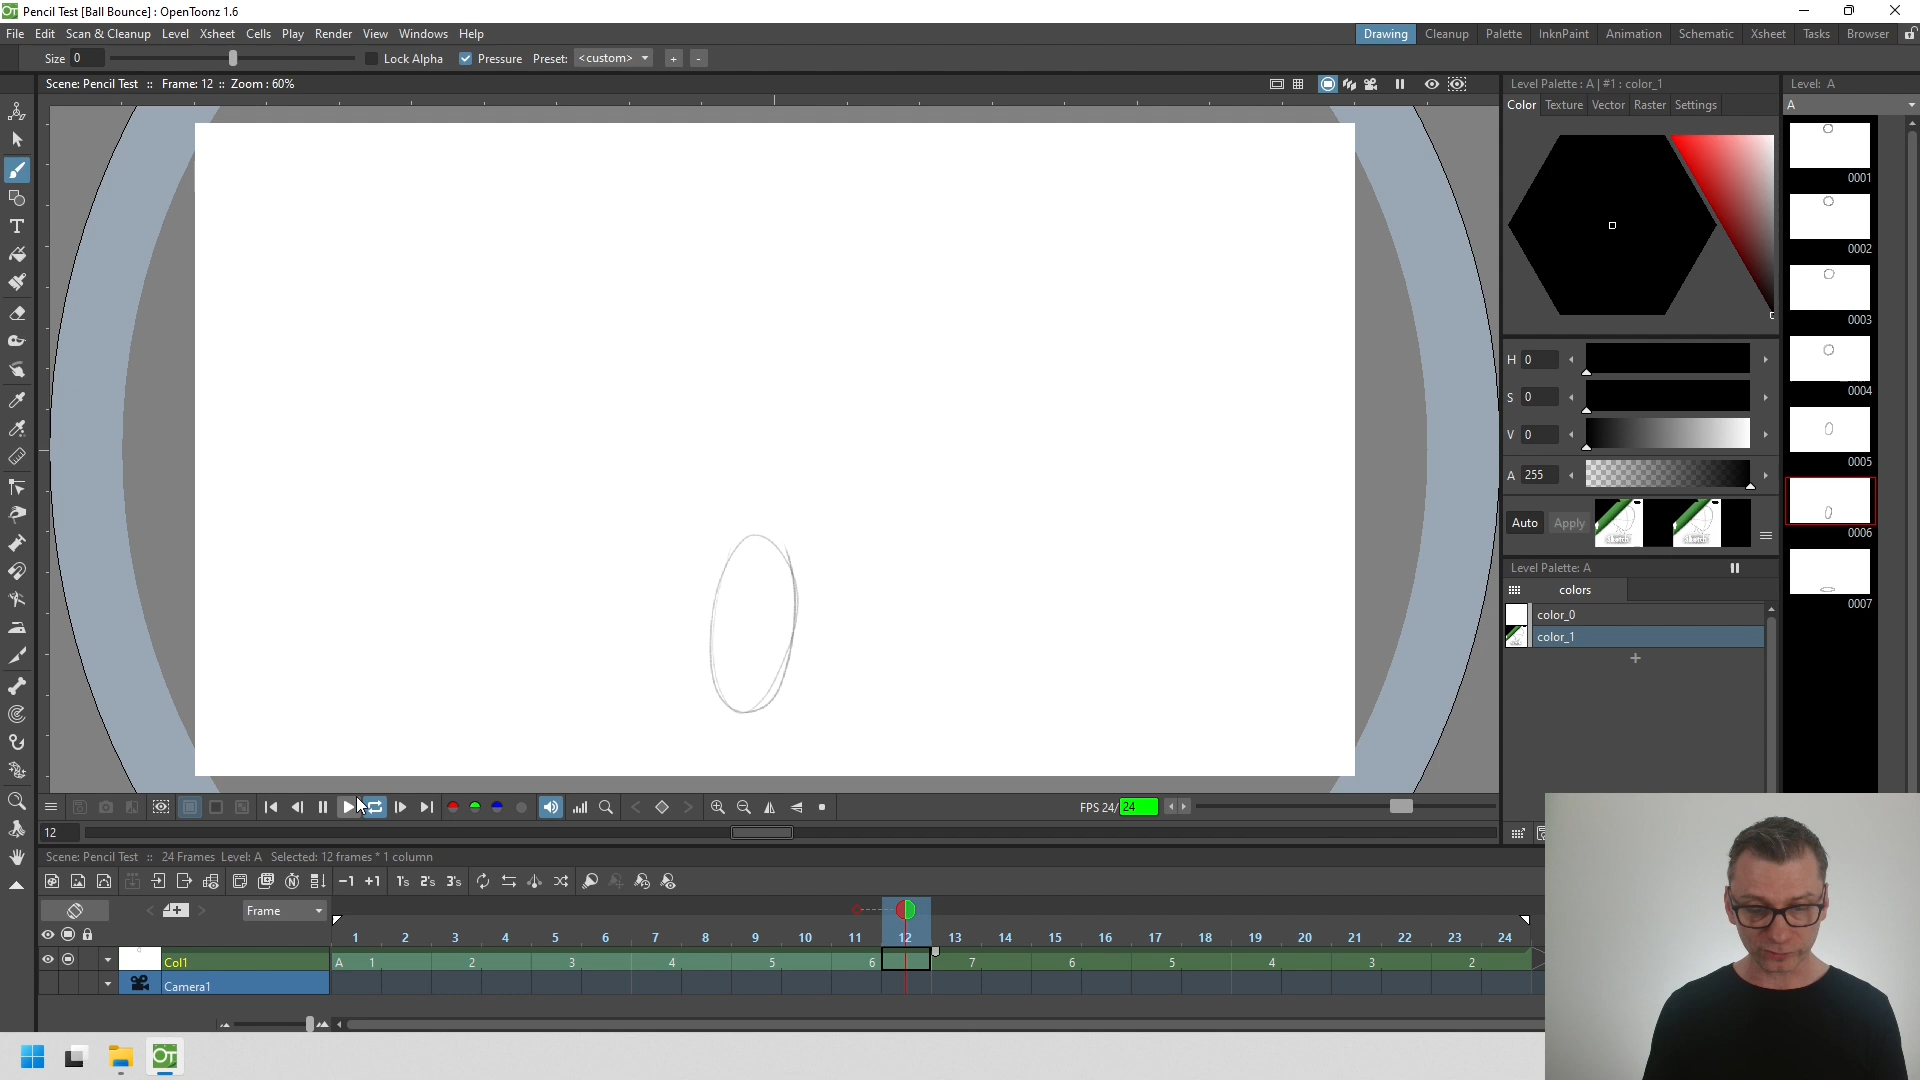 Pencil Test [Ball Bounce] : OpenToonz 1.6
File Edit Scan & Cleanup Level Xsheet Cells Play Render View Windows Help
Drawing Cleanup Palette InknPaint Animation Schematic Xsheet Tasks Browser
Size 0 Lock Alpha Pressure Preset: <custom> + -
Scene: Pencil Test :: Frame: 12 :: Zoom : 60%
Level Palette : A | #1 : color_1
Level: A
Color Texture Vector Raster Settings
A
0001
0002
0003
0004
0005
0006
0007
H 0
S 0
V 0
A 255
Auto Apply
Level Palette: A
colors
color_0
color_1
+
FPS 24/ 24
12
Scene: Pencil Test :: 24 Frames Level: A Selected: 12 frames * 1 column
-1 +1 1's 2's 3's
Frame
1 2 3 4 5 6 7 8 9 10 11 12 13 14 15 16 17 18 19 20 21 22 23 24
Col1 A 1 2 3 4 5 6 7 6 5 4 3 2
Camera1
OT